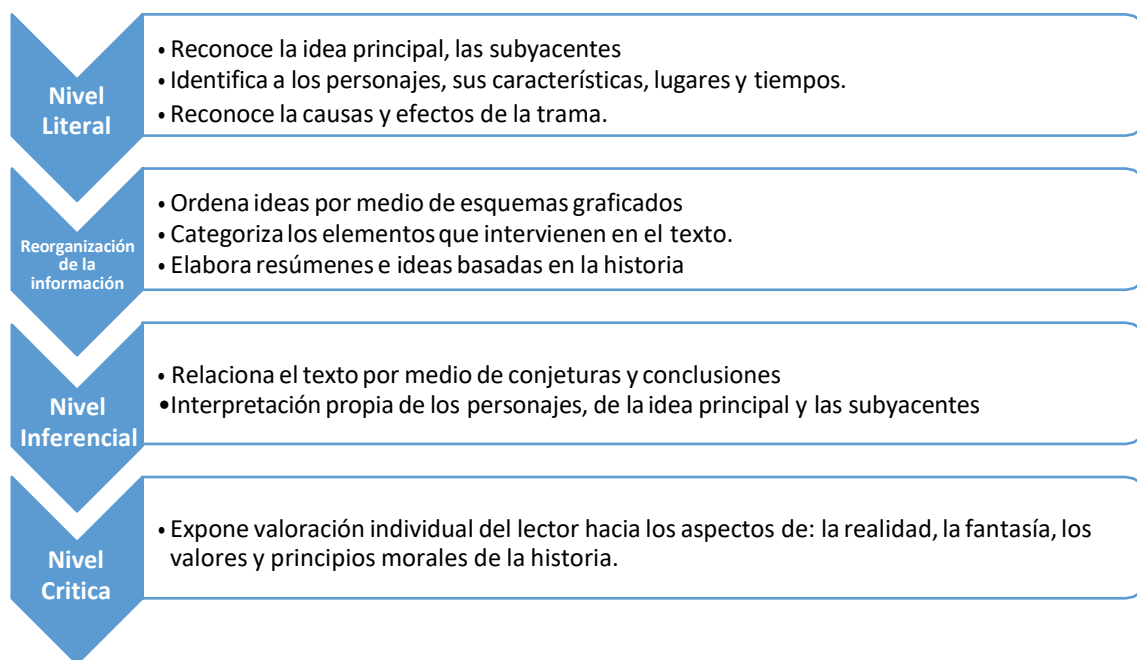 Nivel
Literal
• Reconoce la idea principal, las subyacentes
• Identifica a los personajes, sus características, lugares y tiempos.
• Reconoce la causas y efectos de la trama.
Reorganización
de la
información
• Ordena ideas por medio de esquemas graficados
• Categoriza los elementos que intervienen en el texto.
• Elabora resúmenes e ideas basadas en la historia
Nivel
Inferencial
• Relaciona el texto por medio de conjeturas y conclusiones
•Interpretación propia de los personajes, de la idea principal y las subyacentes
Nivel
Critica
• Expone valoración individual del lector hacia los aspectos de: la realidad, la fantasía, los
valores y principios morales de la historia.